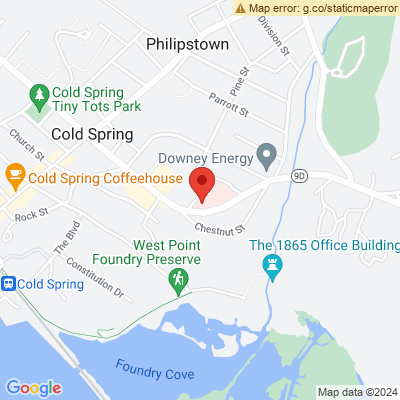 Map error: g.co/staticmaperror
Philipstown
Division St
Pine St
Parrott St
Cold Spring
Tiny Tots Park
Church St
Cold Spring
Downey Energy
9D
Cold Spring Coffeehouse
Rock St
The Blvd
Chestnut St
West Point
Foundry Preserve
The 1865 Office Building
Constitution Dr
Cold Spring
Foundry Cove
Google
Map data ©2024